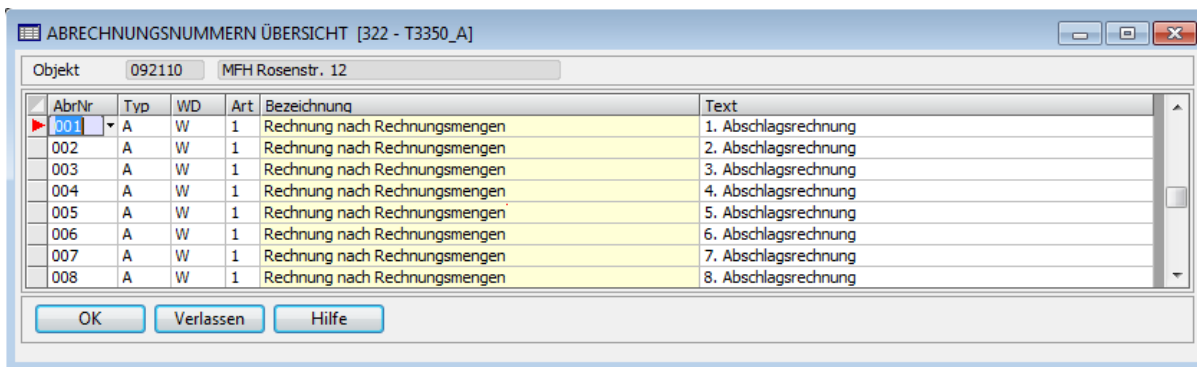 ABRECHNUNGSNUMMERN ÜBERSICHT [322 - T3350_A]
Objekt 092110 MFH Rosenstr. 12
AbrNr Typ WD Art Bezeichnung Text
001 A W 1 Rechnung nach Rechnungsmengen 1. Abschlagsrechnung
002 A W 1 Rechnung nach Rechnungsmengen 2. Abschlagsrechnung
003 A W 1 Rechnung nach Rechnungsmengen 3. Abschlagsrechnung
004 A W 1 Rechnung nach Rechnungsmengen 4. Abschlagsrechnung
005 A W 1 Rechnung nach Rechnungsmengen 5. Abschlagsrechnung
006 A W 1 Rechnung nach Rechnungsmengen 6. Abschlagsrechnung
007 A W 1 Rechnung nach Rechnungsmengen 7. Abschlagsrechnung
008 A W 1 Rechnung nach Rechnungsmengen 8. Abschlagsrechnung
OK Verlassen Hilfe